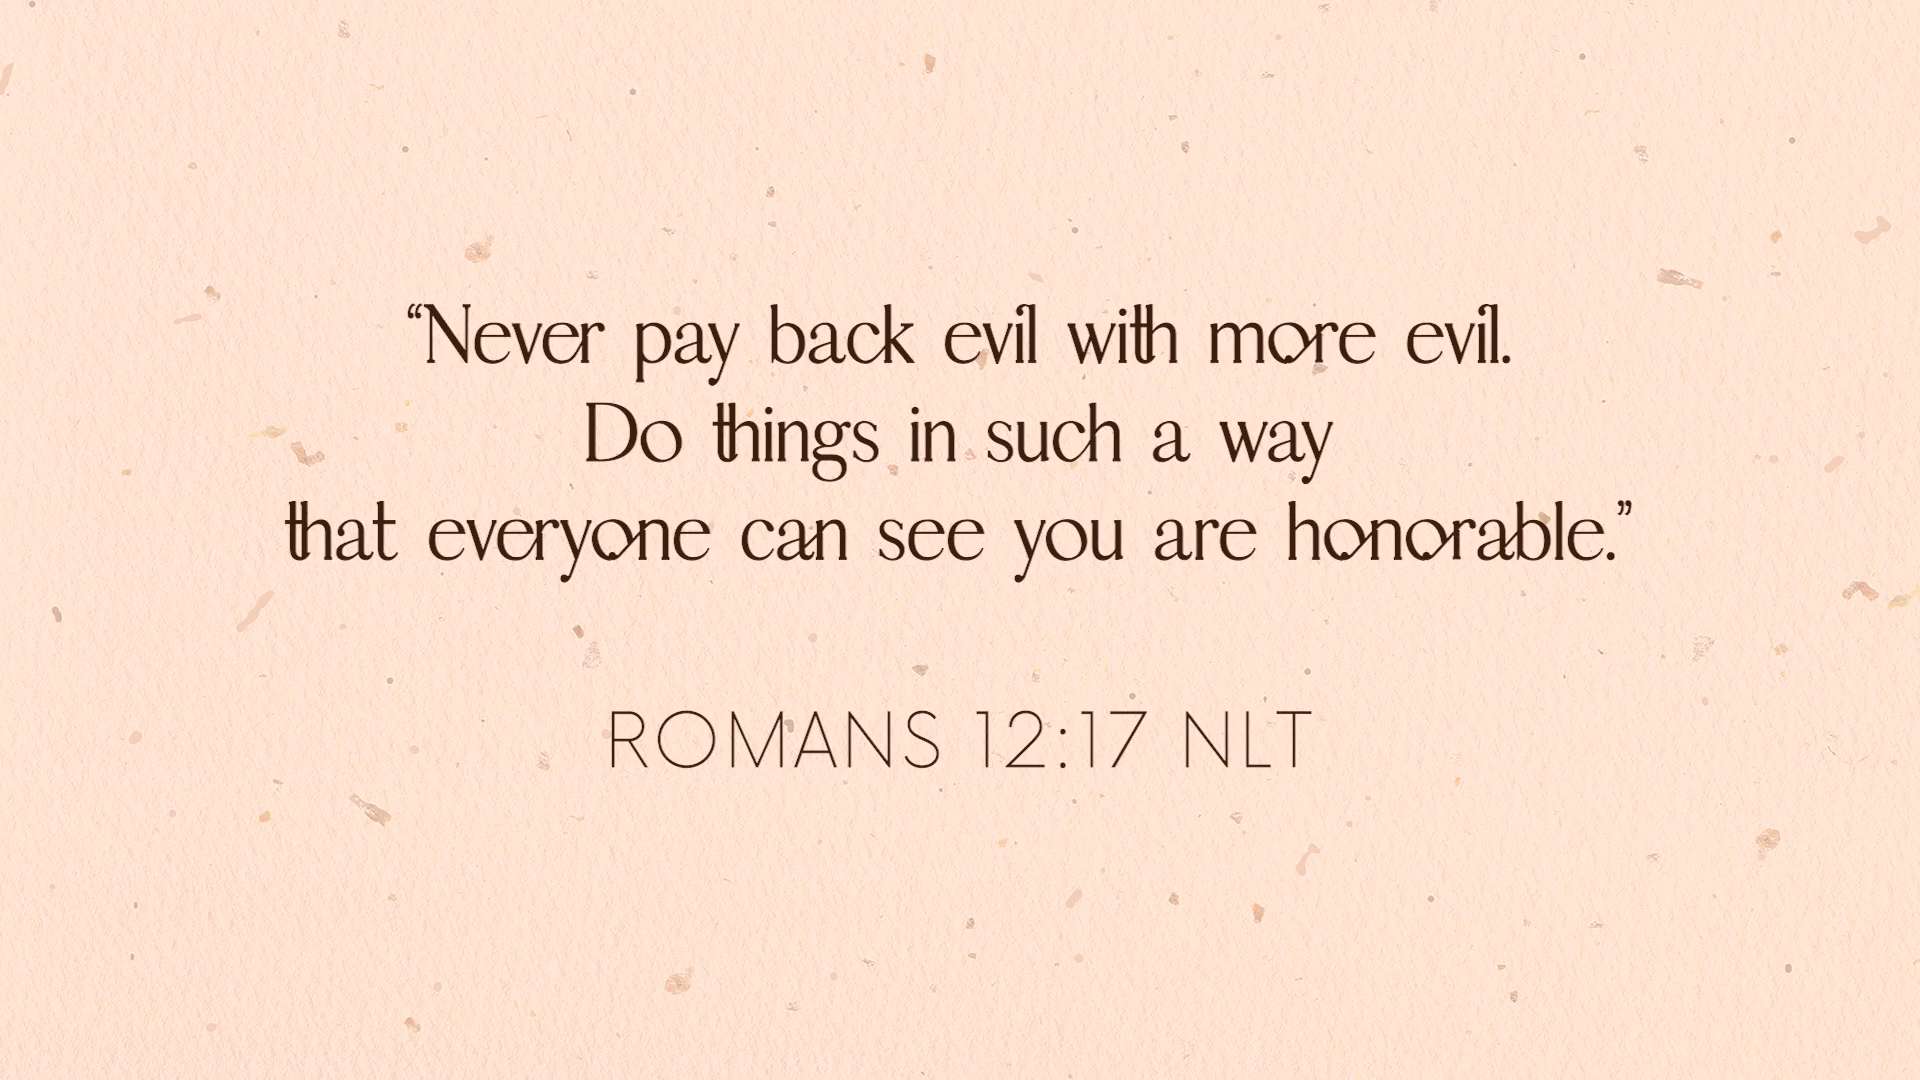 “Never pay back evil with more evil.
Do things in such a way
that everyone can see you are honorable.”
ROMANS 12:17 NLT